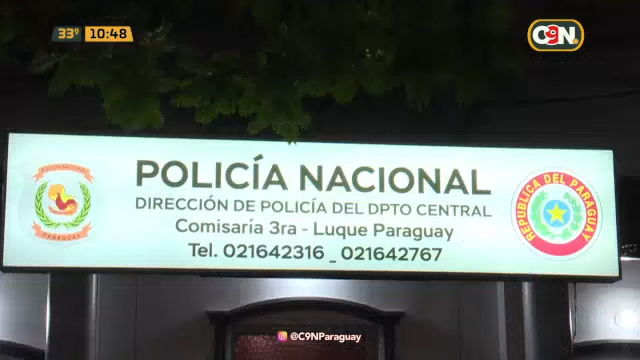 33º 10:48
C9N
POLICÍA NACIONAL
DIRECCIÓN DE POLICÍA DEL DPTO CENTRAL
Comisaría 3ra - Luque Paraguay
Tel. 021642316 _ 021642767
PARAGUAY
REPUBLICA DEL PARAGUAY
@C9NParaguay